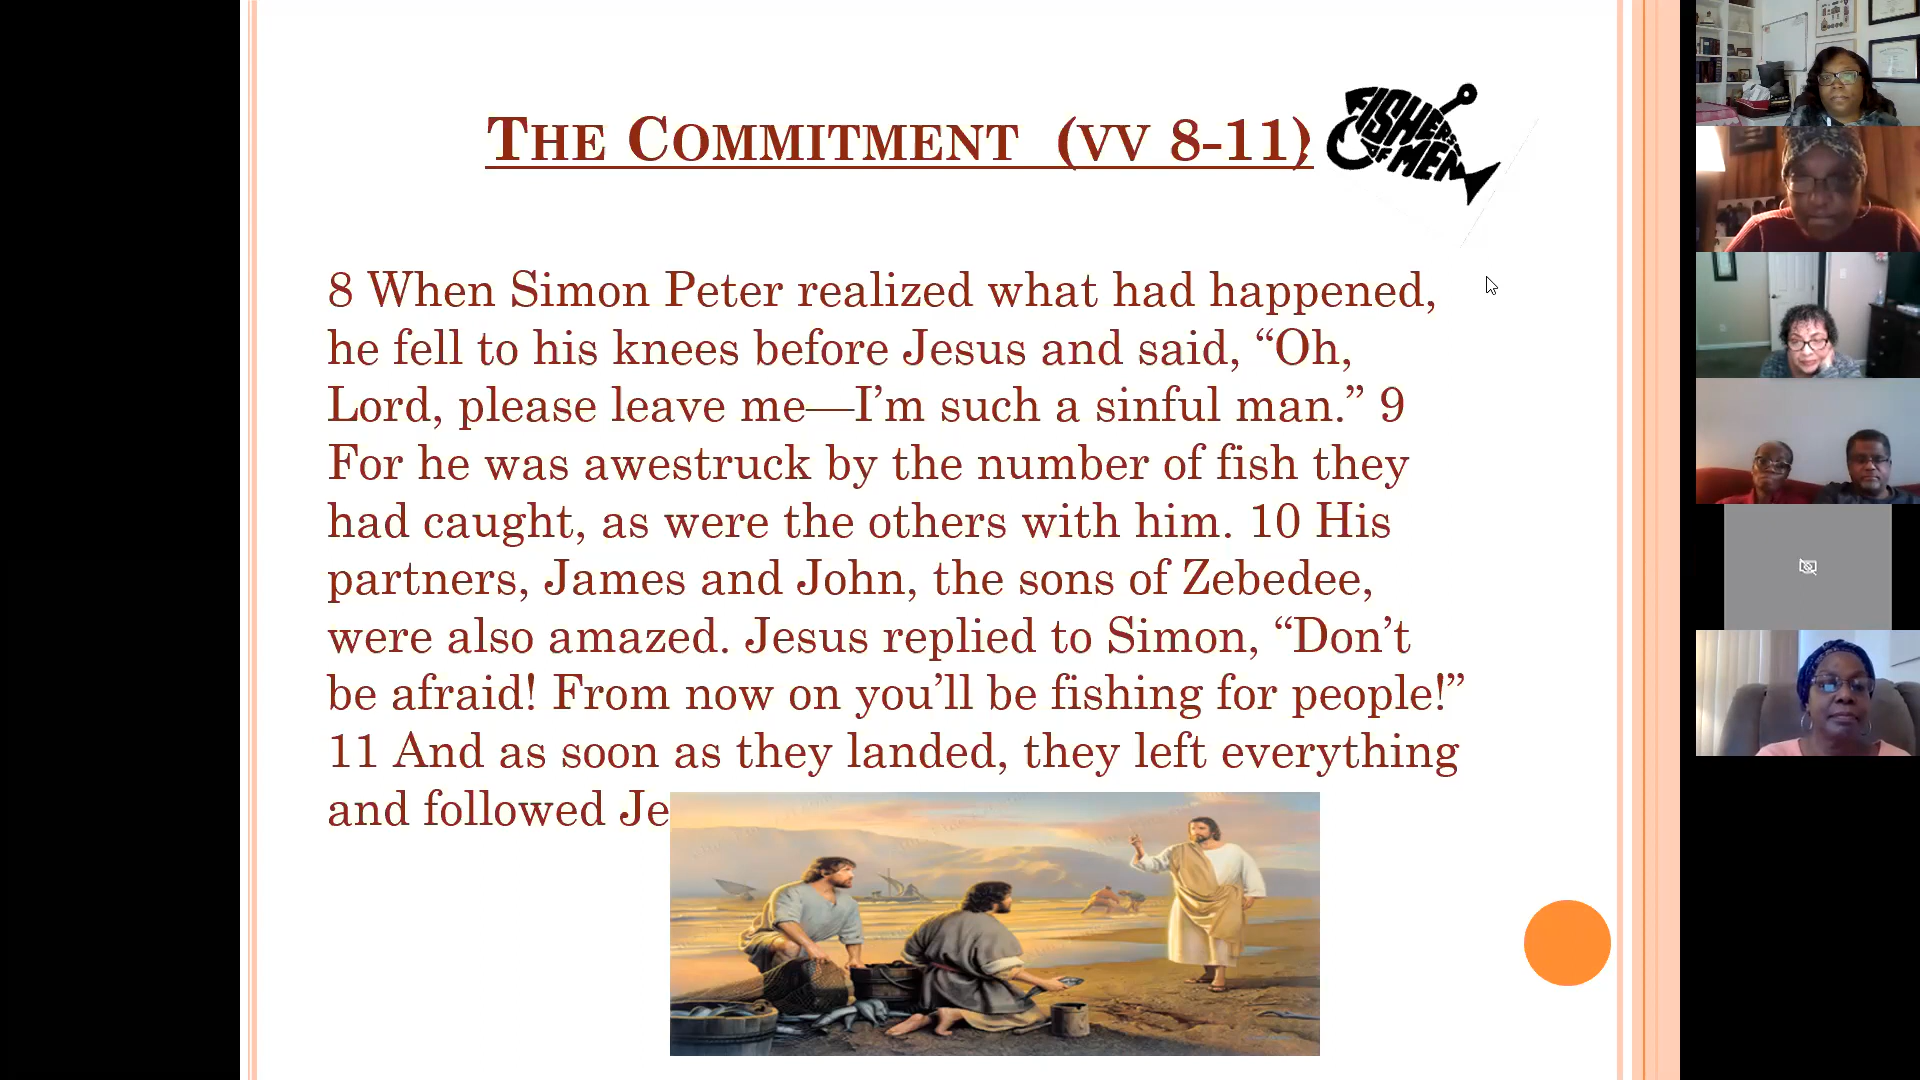 THE COMMITMENT (VV 8-11)
FISHERS
OF MEN
8 When Simon Peter realized what had happened,
he fell to his knees before Jesus and said, “Oh,
Lord, please leave me—I’m such a sinful man.” 9
For he was awestruck by the number of fish they
had caught, as were the others with him. 10 His
partners, James and John, the sons of Zebedee,
were also amazed. Jesus replied to Simon, “Don’t
be afraid! From now on you’ll be fishing for people!”
11 And as soon as they landed, they left everything
and followed Je